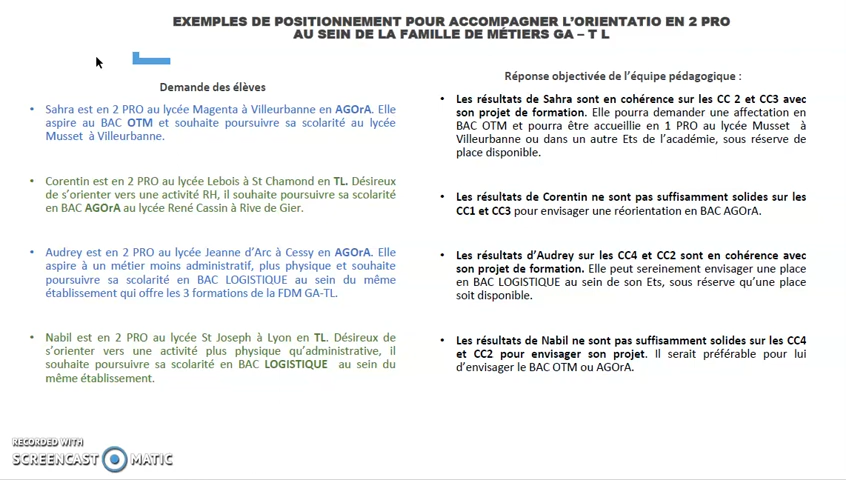 EXEMPLES DE POSITIONNEMENT POUR ACCOMPAGNER L'ORIENTATIO EN 2 PRO
AU SEIN DE LA FAMILLE DE MÉTIERS GA – T L
Demande des élèves
• Sahra est en 2 PRO au lycée Magenta à Villeurbanne en AGOrA. Elle
aspire au BAC OTM et souhaite poursuivre sa scolarité au lycée
Musset à Villeurbanne.
• Corentin est en 2 PRO au lycée Lebois à St Chamond en TL. Désireux
de s'orienter vers une activité RH, il souhaite poursuivre sa scolarité
en BAC AGOrA au lycée René Cassin à Rive de Gier.
• Audrey est en 2 PRO au lycée Jeanne d'Arc à Cessy en AGOrA. Elle
aspire à un métier moins administratif, plus physique et souhaite
poursuivre sa scolarité en BAC LOGISTIQUE au sein du même
établissement qui offre les 3 formations de la FDM GA-TL.
• Nabil est en 2 PRO au lycée St Joseph à Lyon en TL. Désireux de
s'orienter vers une activité plus physique qu'administrative, il
souhaite poursuivre sa scolarité en BAC LOGISTIQUE au sein du
même établissement.
Réponse objectivée de l'équipe pédagogique :
• Les résultats de Sahra sont en cohérence sur les CC 2 et CC3 avec
son projet de formation. Elle pourra demander une affectation en
BAC OTM et pourra être accueillie en 1 PRO au lycée Musset à
Villeurbanne ou dans un autre Ets de l'académie, sous réserve de
place disponible.
• Les résultats de Corentin ne sont pas suffisamment solides sur les
CC1 et CC3 pour envisager une réorientation en BAC AGOrA.
• Les résultats d'Audrey sur les CC4 et CC2 sont en cohérence avec
son projet de formation. Elle peut sereinement envisager une place
en BAC LOGISTIQUE au sein de son Ets, sous réserve qu'une place
soit disponible.
• Les résultats de Nabil ne sont pas suffisamment solides sur les CC4
et CC2 pour envisager son projet. Il serait préférable pour lui
d'envisager le BAC OTM ou AGOrA.
RECORDED WITH
SCREENCAST MATIC